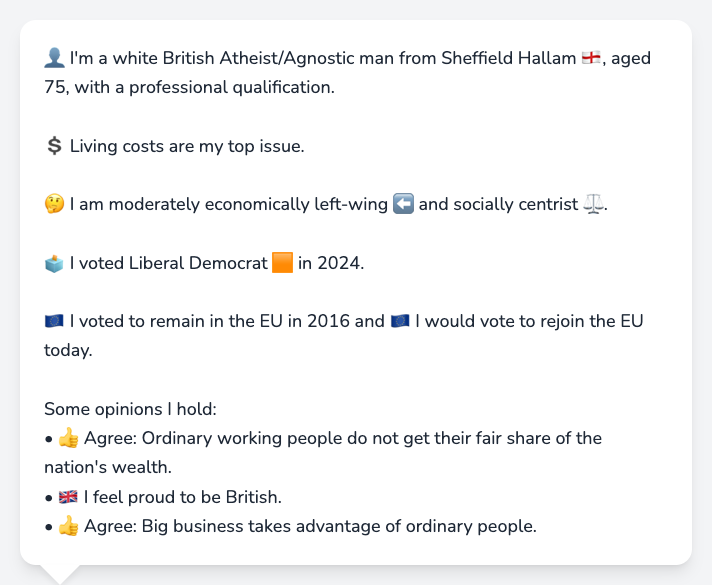 👤 I'm a white British Atheist/Agnostic man from Sheffield Hallam 🏴󠁧󠁢󠁥󠁮󠁧󠁿, aged
75, with a professional qualification.
💲 Living costs are my top issue.
🤔 I am moderately economically left-wing ⬅️ and socially centrist ⚖️.
🗳️ I voted Liberal Democrat 🟧 in 2024.
🇪🇺 I voted to remain in the EU in 2016 and 🇪🇺 I would vote to rejoin the EU
today.
Some opinions I hold:
• 👍 Agree: Ordinary working people do not get their fair share of the
nation's wealth.
• 🇬🇧 I feel proud to be British.
• 👍 Agree: Big business takes advantage of ordinary people.